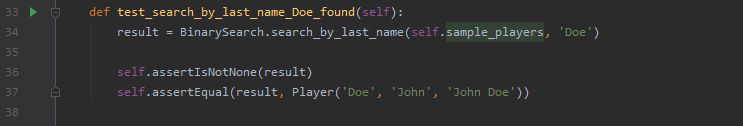 33 def test_search_by_last_name_Doe_found(self):
34 result = BinarySearch.search_by_last_name(self.sample_players, 'Doe')
35
36 self.assertIsNotNone(result)
37 self.assertEqual(result, Player('Doe', 'John', 'John Doe'))
38